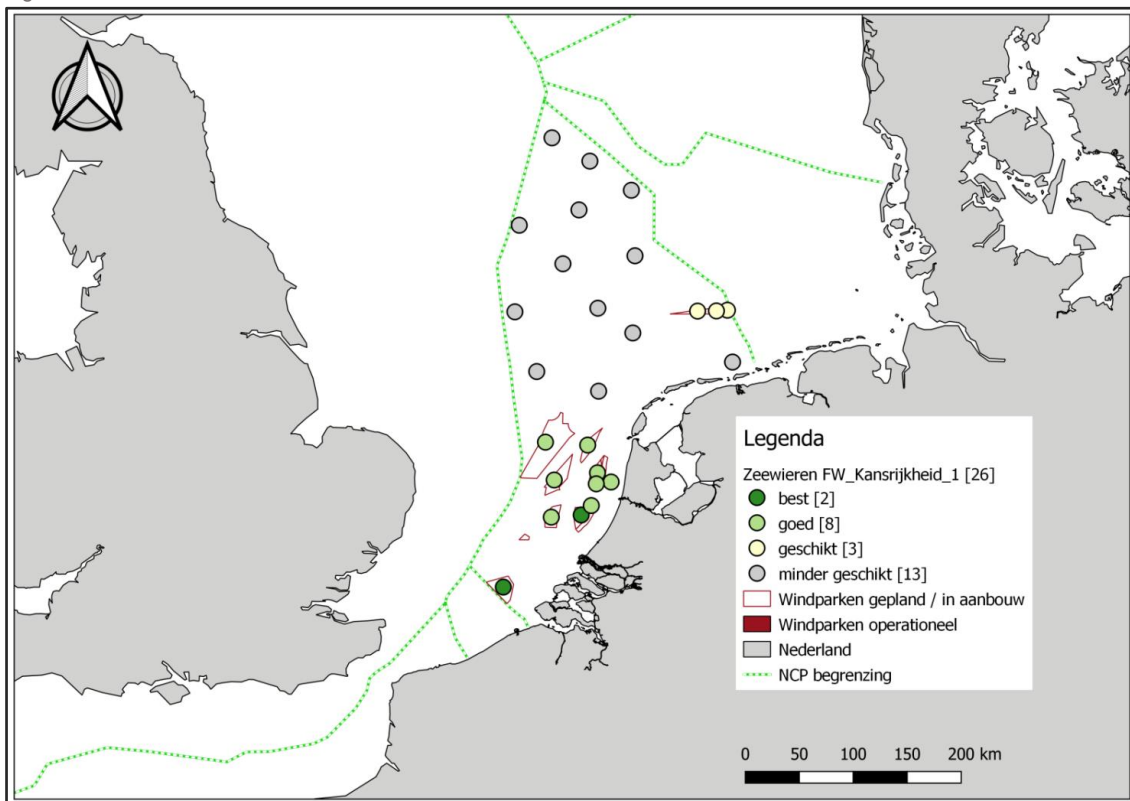 Legenda
Zeewieren FW_Kansrijkheid_1 [26]
best [2]
goed [8]
geschikt [3]
minder geschikt [13]
Windparken gepland / in aanbouw
Windparken operationeel
Nederland
NCP begrenzing
0 50 100 150 200 km